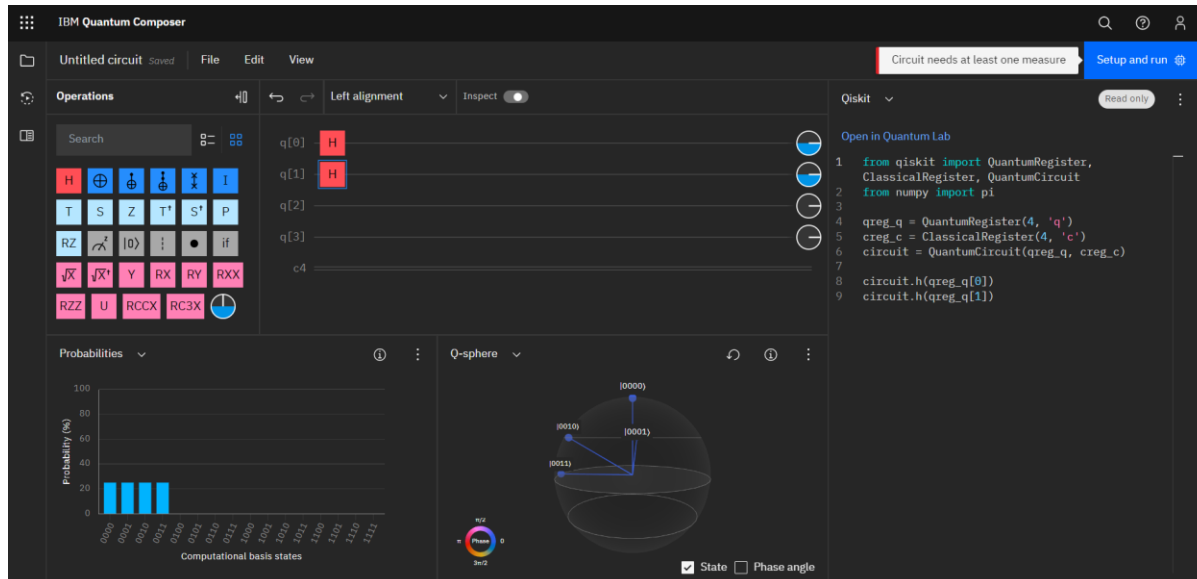 IBM Quantum Composer
Untitled circuit Saved File Edit View
Circuit needs at least one measure
Setup and run
Operations
Left alignment
Inspect
Search
H I
T S Z T† S† P
RZ z |0⟩ if
√X √X† Y RX RY RXX
RZZ U RCCX RC3X
q[0] H
q[1] H
q[2]
q[3]
c4
Qiskit
Read only
Open in Quantum Lab
1 from qiskit import QuantumRegister,
ClassicalRegister, QuantumCircuit
2 from numpy import pi
3
4 qreg_q = QuantumRegister(4, 'q')
5 creg_c = ClassicalRegister(4, 'c')
6 circuit = QuantumCircuit(qreg_q, creg_c)
7
8 circuit.h(qreg_q[0])
9 circuit.h(qreg_q[1])
Probabilities
Probability (%)
100
80
60
40
20
0
0000 0001 0010 0011 0100 0101 0110 0111 1000 1001 1010 1011 1100 1101 1110 1111
Computational basis states
Q-sphere
|0000⟩
|0010⟩
|0001⟩
|0011⟩
π/2
π Phase 0
3π/2
State Phase angle